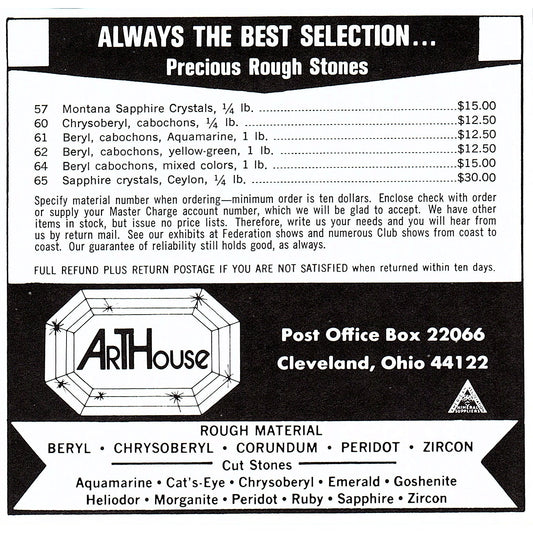 ALWAYS THE BEST SELECTION...
Precious Rough Stones
57 Montana Sapphire Crystals, ¼ lb. ........................................................$15.00
60 Chrysoberyl, cabochons, ¼ lb. ............................................................$12.50
61 Beryl, cabochons, Aquamarine, 1 lb. ....................................................$12.50
62 Beryl, cabochons, yellow-green, 1 lb. ....................................................$12.50
64 Beryl cabochons, mixed colors, 1 lb. ......................................................$15.00
65 Sapphire crystals, Ceylon, ¼ lb. ............................................................$30.00
Specify material number when ordering—minimum order is ten dollars. Enclose check with order
or supply your Master Charge account number, which we will be glad to accept. We have other
items in stock, but issue no price lists. Therefore, write us your needs and you will hear from
us by return mail. See our exhibits at Federation shows and numerous Club shows from coast to
coast. Our guarantee of reliability still holds good, as always.
FULL REFUND PLUS RETURN POSTAGE IF YOU ARE NOT SATISFIED when returned within ten days.
ARTHOUSE
Post Office Box 22066
Cleveland, Ohio 44122
MINERAL
SUPPLIERS
ROUGH MATERIAL
BERYL • CHRYSOBERYL • CORUNDUM • PERIDOT • ZIRCON
Cut Stones
Aquamarine • Cat's-Eye • Chrysoberyl • Emerald • Goshenite
Heliodor • Morganite • Peridot • Ruby • Sapphire • Zircon